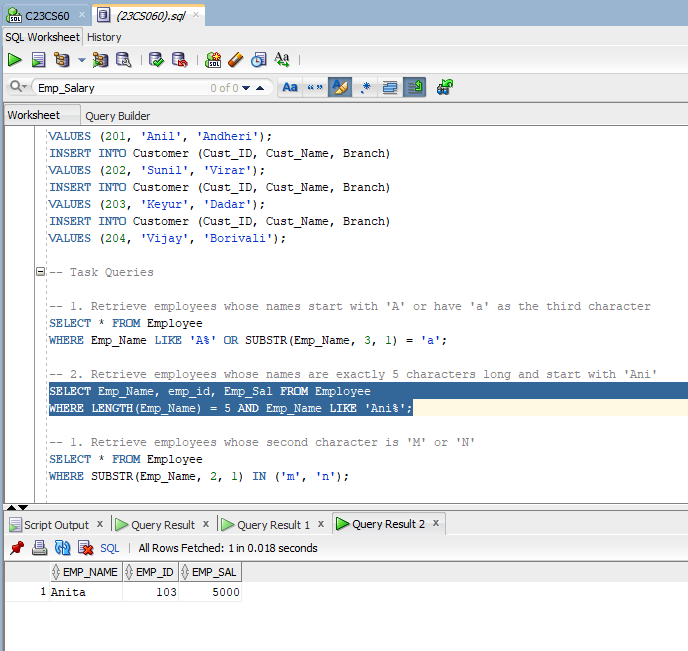 C23CS60 × (23CS060).sql ×
SQL Worksheet History
Emp_Salary 0 of 0 Aa “” .*
Worksheet Query Builder
VALUES (201, 'Anil', 'Andheri');
INSERT INTO Customer (Cust_ID, Cust_Name, Branch)
VALUES (202, 'Sunil', 'Virar');
INSERT INTO Customer (Cust_ID, Cust_Name, Branch)
VALUES (203, 'Keyur', 'Dadar');
INSERT INTO Customer (Cust_ID, Cust_Name, Branch)
VALUES (204, 'Vijay', 'Borivali');
-- Task Queries
-- 1. Retrieve employees whose names start with 'A' or have 'a' as the third character
SELECT * FROM Employee
WHERE Emp_Name LIKE 'A%' OR SUBSTR(Emp_Name, 3, 1) = 'a';
-- 2. Retrieve employees whose names are exactly 5 characters long and start with 'Ani'
SELECT Emp_Name, emp_id, Emp_Sal FROM Employee
WHERE LENGTH(Emp_Name) = 5 AND Emp_Name LIKE 'Ani%';
-- 1. Retrieve employees whose second character is 'M' or 'N'
SELECT * FROM Employee
WHERE SUBSTR(Emp_Name, 2, 1) IN ('m', 'n');
Script Output × Query Result × Query Result 1 × Query Result 2 ×
SQL | All Rows Fetched: 1 in 0.018 seconds
EMP_NAME EMP_ID EMP_SAL
1 Anita 103 5000